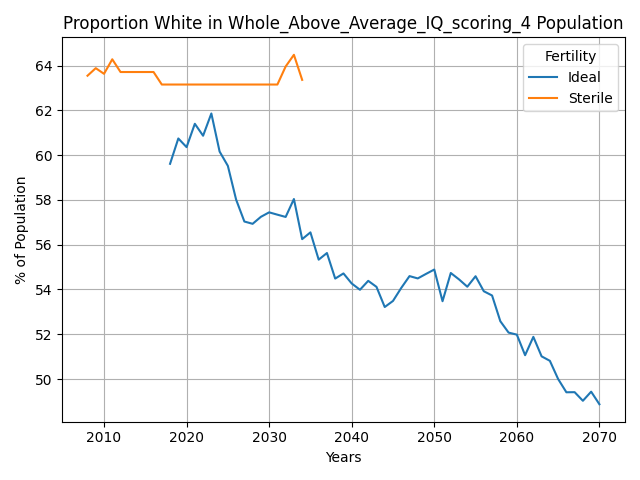 Proportion White in Whole_Above_Average_IQ_scoring_4 Population
Fertility
Ideal
Sterile
% of Population
64
62
60
58
56
54
52
50
2010
2020
2030
2040
2050
2060
2070
Years